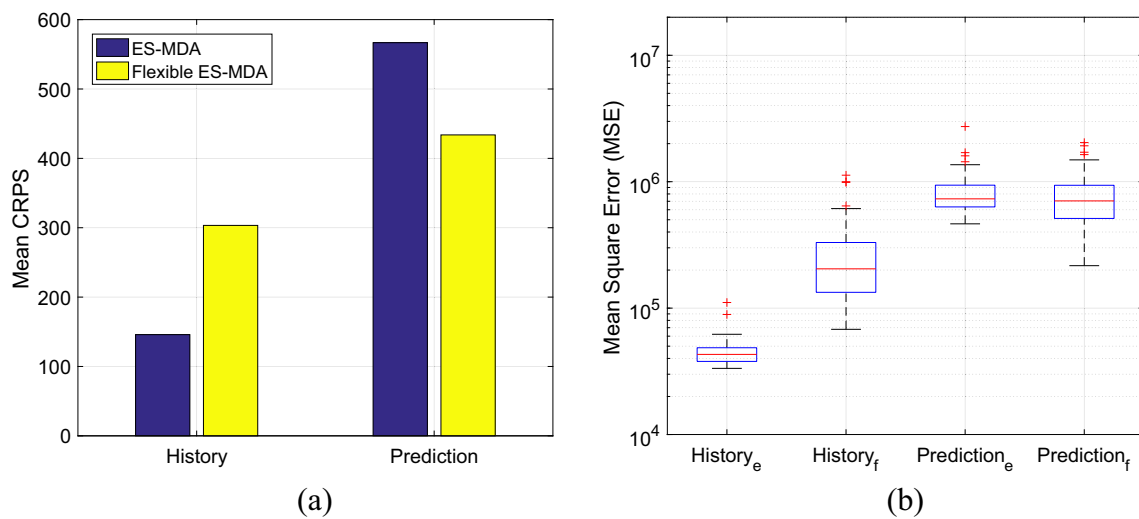 600
500
400
300
200
100
0
Mean CRPS
ES-MDA
Flexible ES-MDA
History
Prediction
(a)
10^7
10^6
10^5
10^4
Mean Square Error (MSE)
History_e
History_f
Prediction_e
Prediction_f
(b)